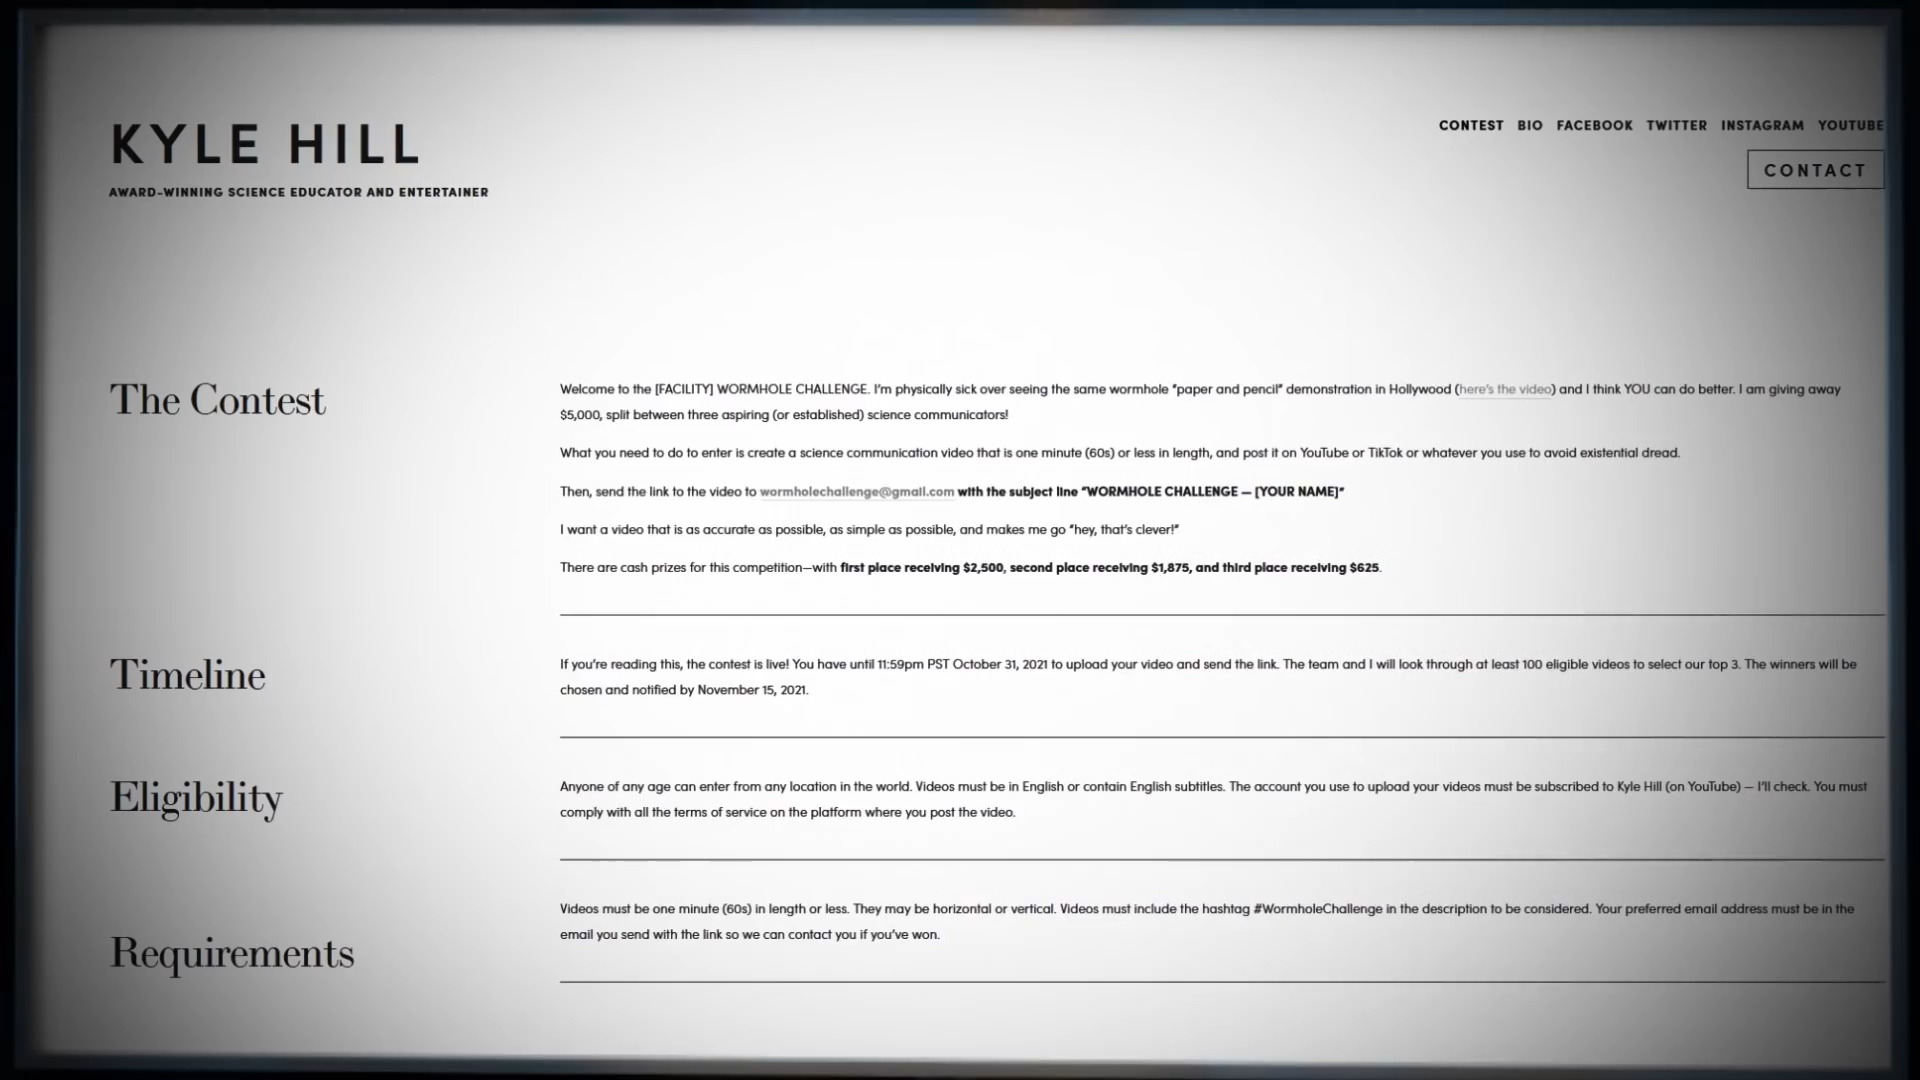 KYLE HILL
AWARD-WINNING SCIENCE EDUCATOR AND ENTERTAINER
CONTEST BIO FACEBOOK TWITTER INSTAGRAM YOUTUBE
CONTACT
The Contest
Welcome to the [FACILITY] WORMHOLE CHALLENGE. I'm physically sick over seeing the same wormhole "paper and pencil" demonstration in Hollywood (here's the video) and I think YOU can do better. I am giving away
$5,000, split between three aspiring (or established) science communicators!
What you need to do to enter is create a science communication video that is one minute (60s) or less in length, and post it on YouTube or TikTok or whatever you use to avoid existential dread.
Then, send the link to the video to wormholechallenge@gmail.com with the subject line "WORMHOLE CHALLENGE — [YOUR NAME]"
I want a video that is as accurate as possible, as simple as possible, and makes me go "hey, that's clever!"
There are cash prizes for this competition—with first place receiving $2,500, second place receiving $1,875, and third place receiving $625.
Timeline
If you're reading this, the contest is live! You have until 11:59pm PST October 31, 2021 to upload your video and send the link. The team and I will look through at least 100 eligible videos to select our top 3. The winners will be
chosen and notified by November 15, 2021.
Eligibility
Anyone of any age can enter from any location in the world. Videos must be in English or contain English subtitles. The account you use to upload your videos must be subscribed to Kyle Hill (on YouTube) — I'll check. You must
comply with all the terms of service on the platform where you post the video.
Requirements
Videos must be one minute (60s) in length or less. They may be horizontal or vertical. Videos must include the hashtag #WormholeChallenge in the description to be considered. Your preferred email address must be in the
email you send with the link so we can contact you if you've won.